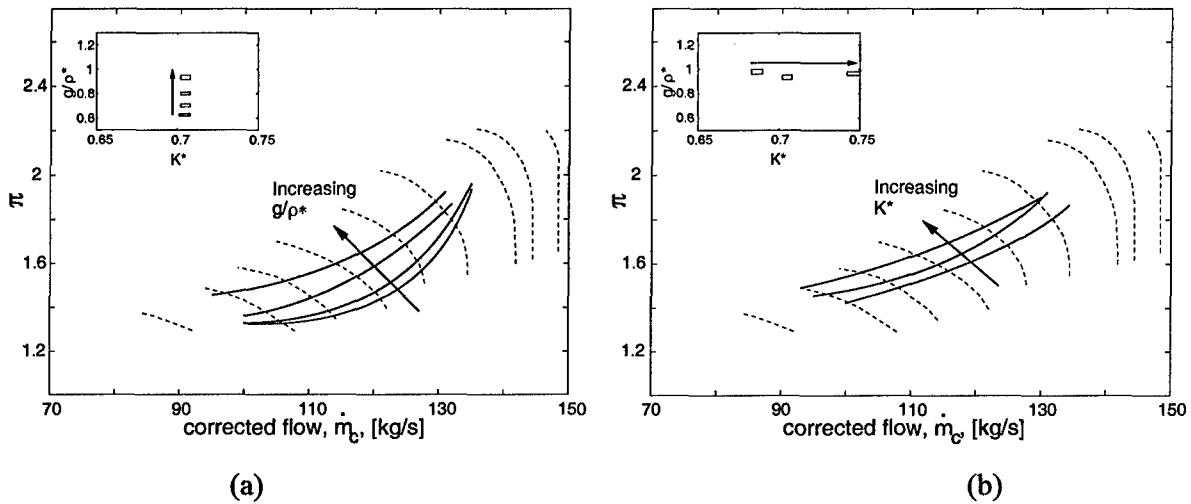 2.4
2
1.6
1.2
π
70
90
110
130
150
corrected flow, ṁc, [kg/s]
1.2
1
0.8
0.6
g/ρ*
0.65
0.7
0.75
K*
Increasing
g/ρ*
(a)
2.4
2
1.6
1.2
π
70
90
110
130
150
corrected flow, ṁc, [kg/s]
1.2
1
0.8
0.6
g/ρ*
0.65
0.7
0.75
K*
Increasing
K*
(b)